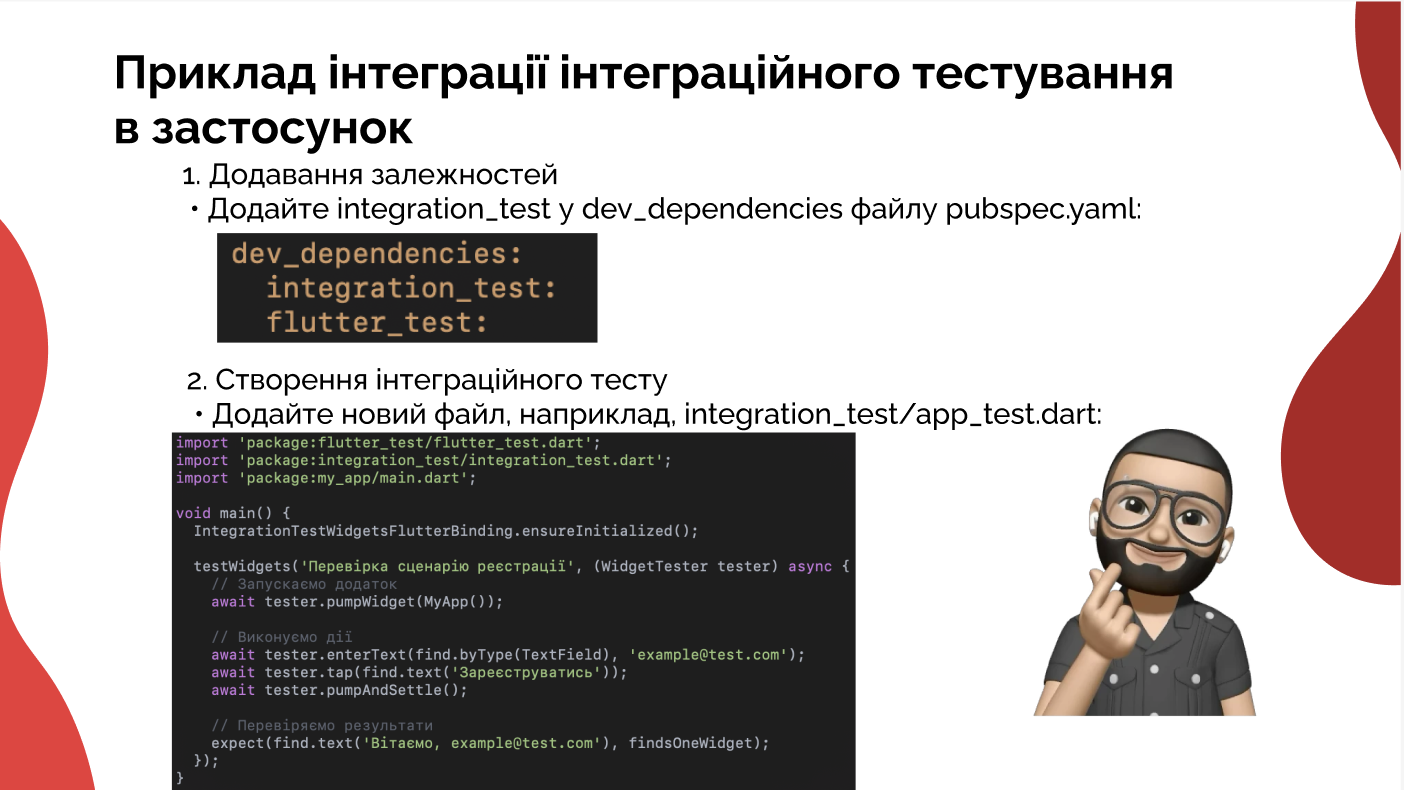 Приклад інтеграції інтеграційного тестування
в застосунок
1. Додавання залежностей
• Додайте integration_test у dev_dependencies файлу pubspec.yaml:
dev_dependencies:
  integration_test:
  flutter_test:
2. Створення інтеграційного тесту
• Додайте новий файл, наприклад, integration_test/app_test.dart:
import 'package:flutter_test/flutter_test.dart';
import 'package:integration_test/integration_test.dart';
import 'package:my_app/main.dart';
void main() {
  IntegrationTestWidgetsFlutterBinding.ensureInitialized();
  testWidgets('Перевірка сценарію реєстрації', (WidgetTester tester) async {
    // Запускаємо додаток
    await tester.pumpWidget(MyApp());
    // Виконуємо дії
    await tester.enterText(find.byType(TextField), 'example@test.com');
    await tester.tap(find.text('Зареєструватись'));
    await tester.pumpAndSettle();
    // Перевіряємо результати
    expect(find.text('Вітаємо, example@test.com'), findsOneWidget);
  });
}